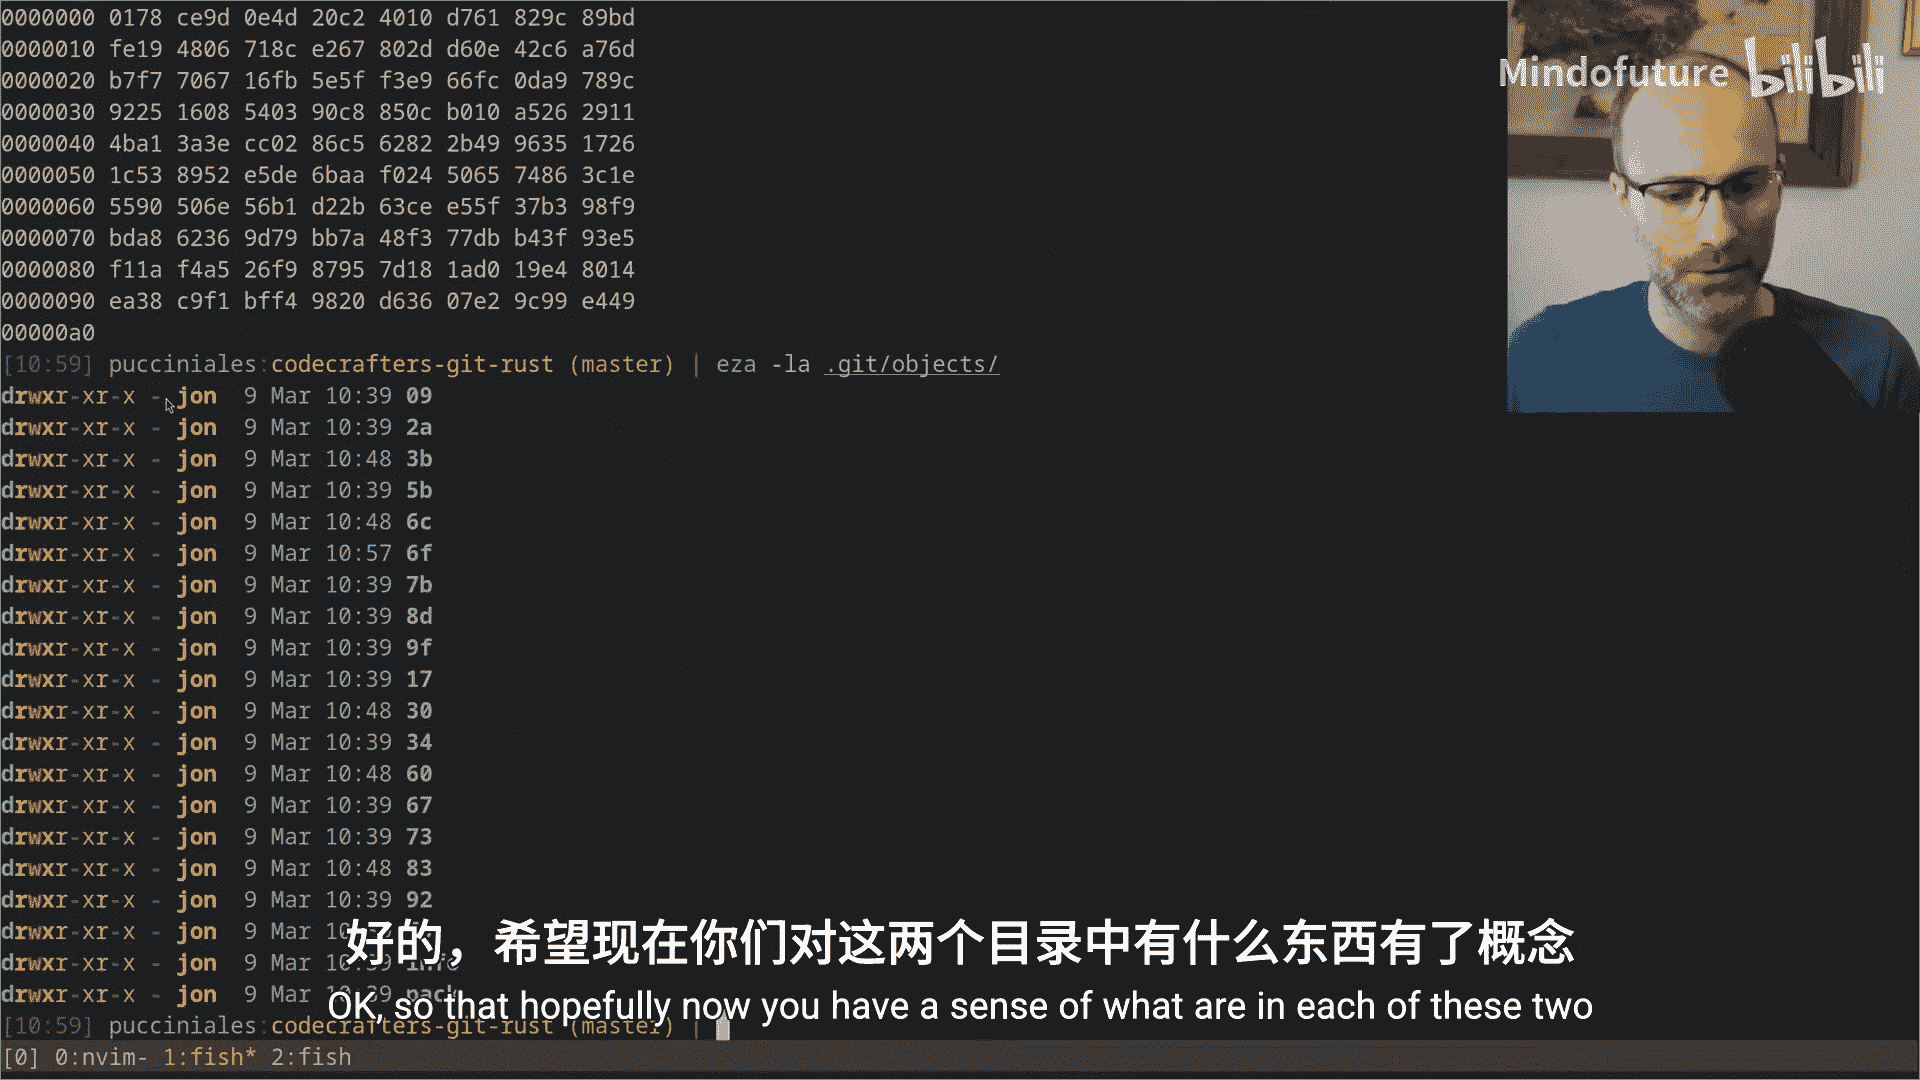 0000000 0178 ce9d 0e4d 20c2 4010 d761 829c 89bd
0000010 fe19 4806 718c e267 802d d60e 42c6 a76d
0000020 b7f7 7067 16fb 5e5f f3e9 66fc 0da9 789c
0000030 9225 1608 5403 90c8 850c b010 a526 2911
0000040 4ba1 3a3e cc02 86c5 6282 2b49 9635 1726
0000050 1c53 8952 e5de 6baa f024 5065 7486 3c1e
0000060 5590 506e 56b1 d22b 63ce e55f 37b3 98f9
0000070 bda8 6236 9d79 bb7a 48f3 77db b43f 93e5
0000080 f11a f4a5 26f9 8795 7d18 1ad0 19e4 8014
0000090 ea38 c9f1 bff4 9820 d636 07e2 9c99 e449
00000a0
[10:59] pucciniales:codecrafters-git-rust (master) | eza -la .git/objects/
drwxr-xr-x - jon 9 Mar 10:39 09
drwxr-xr-x - jon 9 Mar 10:39 2a
drwxr-xr-x - jon 9 Mar 10:48 3b
drwxr-xr-x - jon 9 Mar 10:39 5b
drwxr-xr-x - jon 9 Mar 10:48 6c
drwxr-xr-x - jon 9 Mar 10:57 6f
drwxr-xr-x - jon 9 Mar 10:39 7b
drwxr-xr-x - jon 9 Mar 10:39 8d
drwxr-xr-x - jon 9 Mar 10:39 9f
drwxr-xr-x - jon 9 Mar 10:39 17
drwxr-xr-x - jon 9 Mar 10:48 30
drwxr-xr-x - jon 9 Mar 10:39 34
drwxr-xr-x - jon 9 Mar 10:48 60
drwxr-xr-x - jon 9 Mar 10:39 67
drwxr-xr-x - jon 9 Mar 10:39 73
drwxr-xr-x - jon 9 Mar 10:48 83
drwxr-xr-x - jon 9 Mar 10:39 92
drwxr-xr-x - jon 9 Mar
drwxr-xr-x - jon 9 Mar 10:39 info
drwxr-xr-x - jon 9 Mar 10:39 pack
[10:59] pucciniales:codecrafters-git-rust (master) |
[0] 0:nvim- 1:fish* 2:fish
Mindofuture bilibili
好的，希望现在你们对这两个目录中有什么东西有了概念
OK, so that hopefully now you have a sense of what are in each of these two